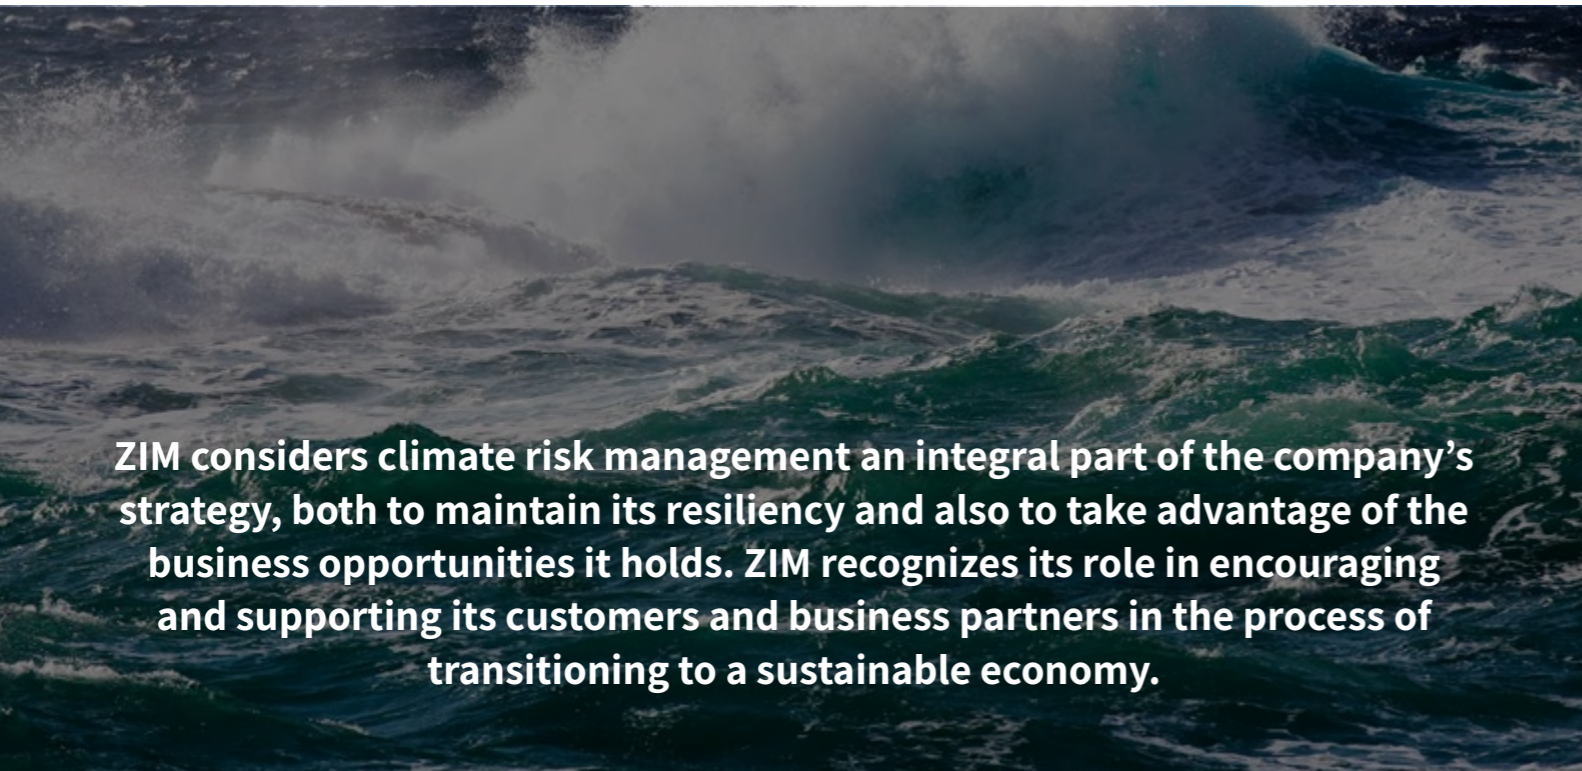 ZIM considers climate risk management an integral part of the company’s
strategy, both to maintain its resiliency and also to take advantage of the
business opportunities it holds. ZIM recognizes its role in encouraging
and supporting its customers and business partners in the process of
transitioning to a sustainable economy.